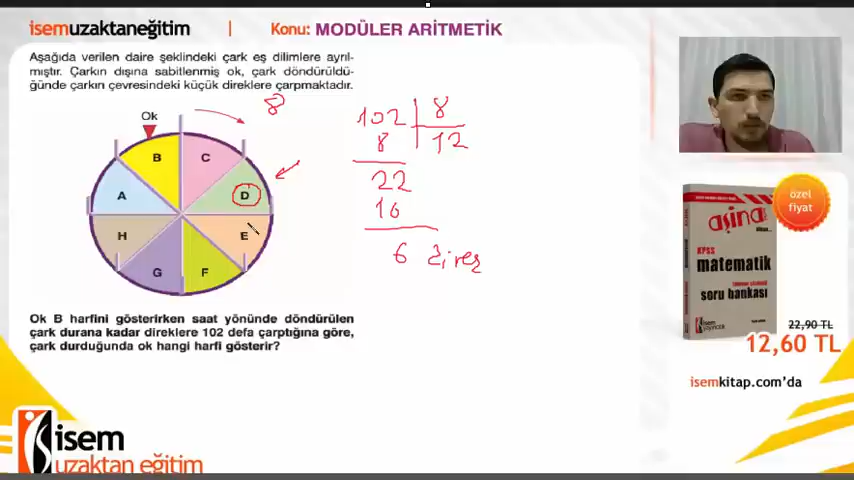 isemuzaktaneğitim
Konu: MODÜLER ARİTMETİK
Aşağıda verilen daire şeklindeki çark eş dilimlere ayrıl-
mıştır. Çarkın dışına sabitlenmiş ok, çark döndürüldü-
ğünde çarkın çevresindeki küçük direklere çarpmaktadır.
Ok
8
B
C
A
D
H
E
G
F
102 8
8 12
22
16
6 direk
Ok B harfini gösterirken saat yönünde döndürülen
çark durana kadar direklere 102 defa çarptığına göre,
çark durduğunda ok hangi harfi gösterir?
özel
fiyat
aşina
KPSS
matematik
soru bankası
isem
22,90 TL
12,60 TL
isemkitap.com'da
isem
uzaktan eğitim